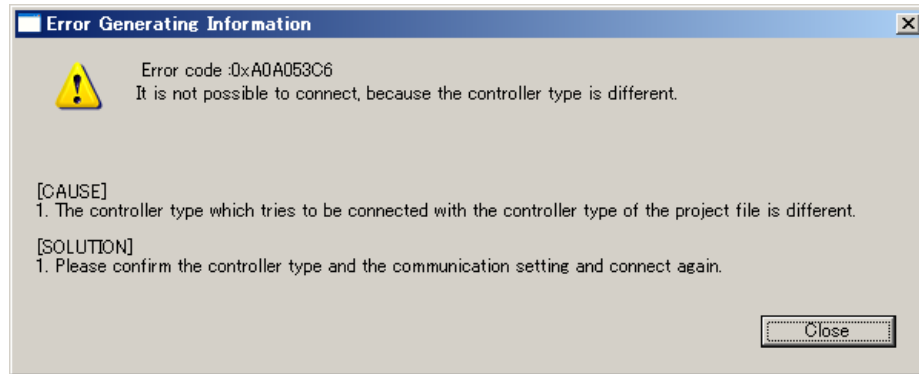 Error Generating Information
Error code :0xA0A053C6
It is not possible to connect, because the controller type is different.
[CAUSE]
1. The controller type which tries to be connected with the controller type of the project file is different.
[SOLUTION]
1. Please confirm the controller type and the communication setting and connect again.
Close